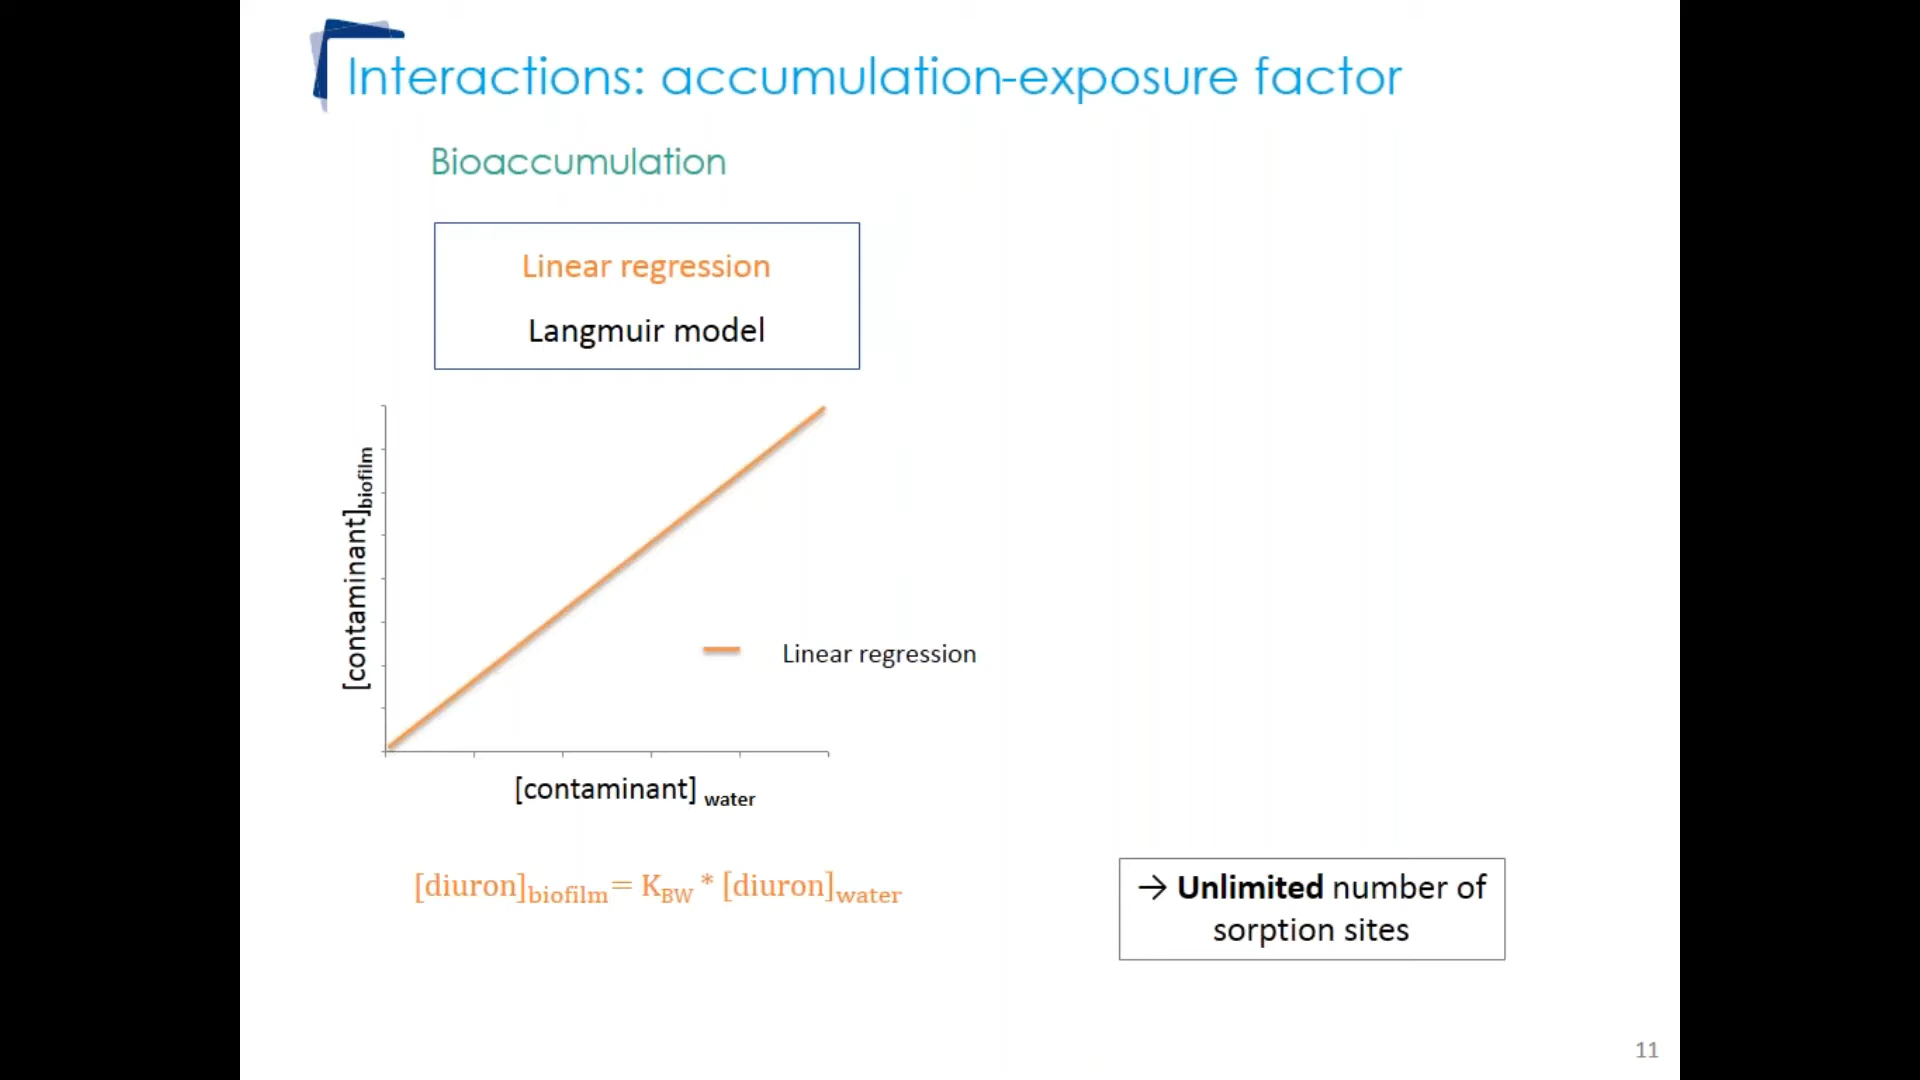 Interactions: accumulation-exposure factor
Bioaccumulation
Linear regression
Langmuir model
[contaminant]biofilm
Linear regression
[contaminant] water
[diuron]biofilm= KBW * [diuron]water
→ Unlimited number of
sorption sites
11